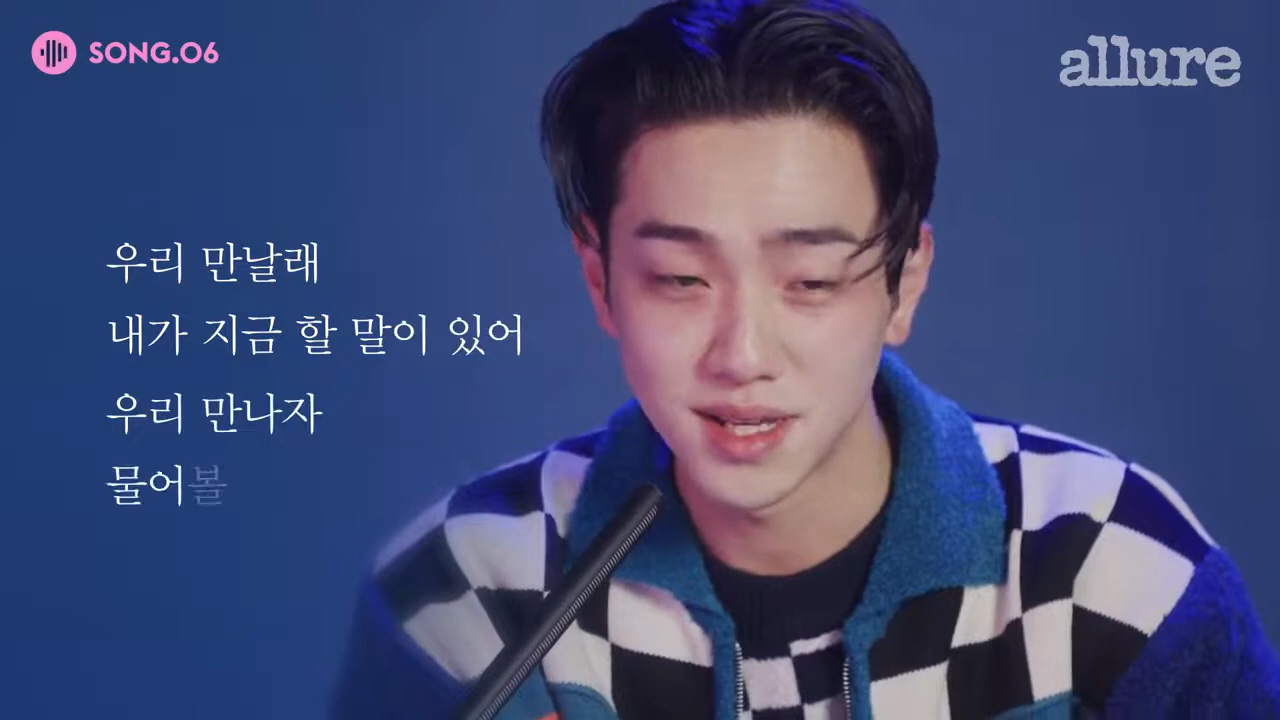 SONG.06
allure
우리 만날래
내가 지금 할 말이 있어
우리 만나자
물어볼